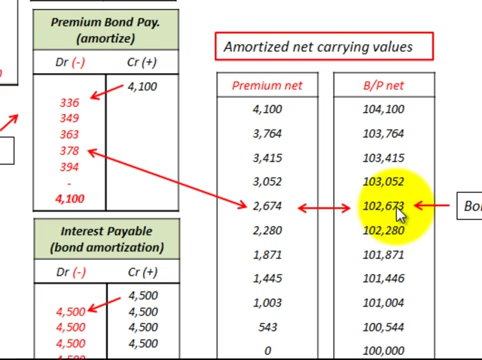 Premium Bond Pay.
(amortize)
Dr (-) Cr (+)
4,100
336
349
363
378
394
-
4,100
Interest Payable
(bond amortization)
Dr (-) Cr (+)
4,500
4,500 4,500
4,500 4,500
4,500 4,500
Amortized net carrying values
Premium net B/P net
4,100 104,100
3,764 103,764
3,415 103,415
3,052 103,052
2,674 102,673
2,280 102,280
1,871 101,871
1,445 101,446
1,003 101,004
543 100,544
0 100,000